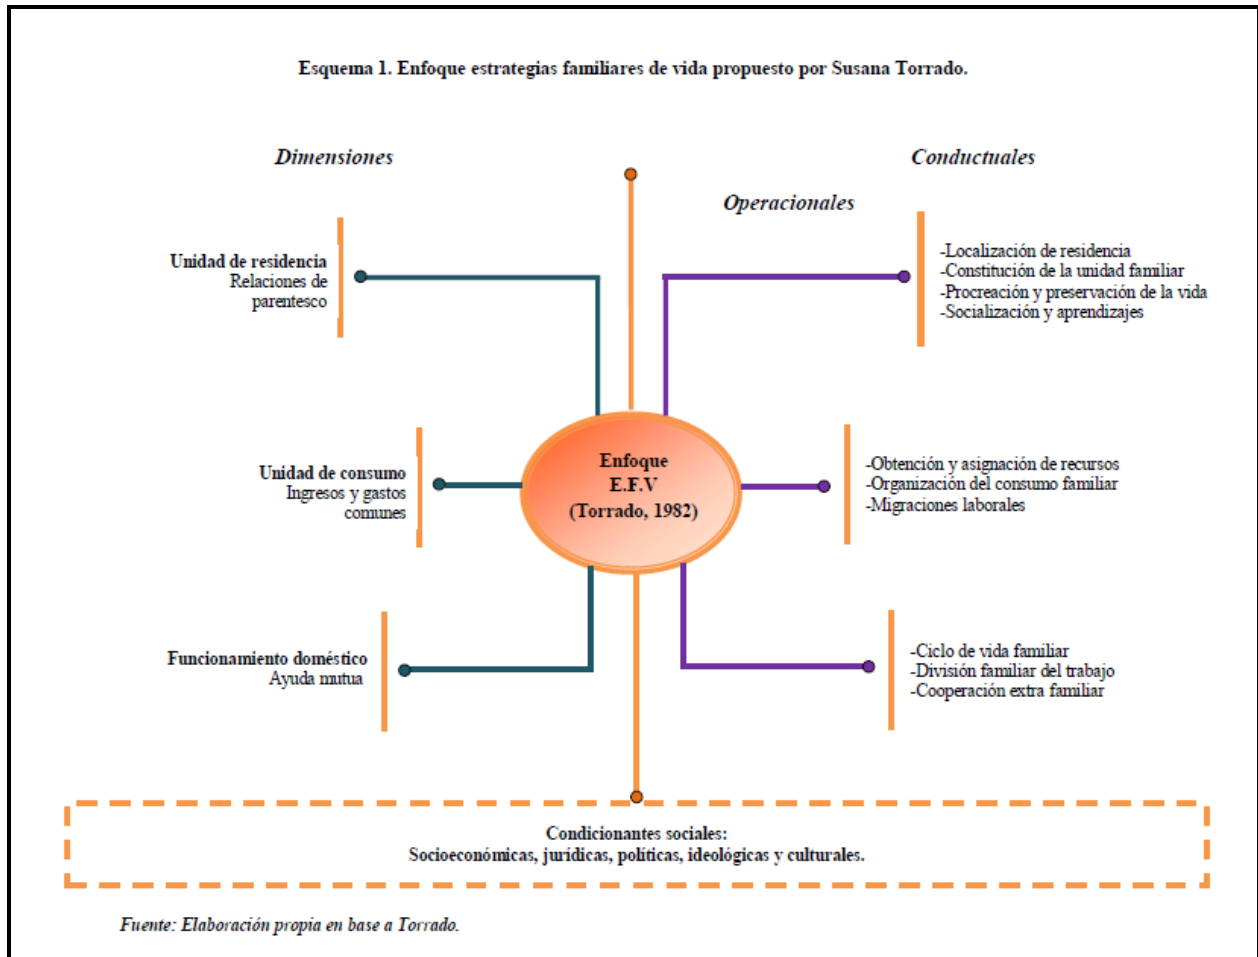 Esquema 1. Enfoque estrategias familiares de vida propuesto por Susana Torrado.
Dimensiones
Conductuales
Operacionales
Unidad de residencia
Relaciones de
parentesco
-Localización de residencia
-Constitución de la unidad familiar
-Procreación y preservación de la vida
-Socialización y aprendizajes
Unidad de consumo
Ingresos y gastos
comunes
Enfoque
E.F.V
(Torrado, 1982)
-Obtención y asignación de recursos
-Organización del consumo familiar
-Migraciones laborales
Funcionamiento doméstico
Ayuda mutua
-Ciclo de vida familiar
-División familiar del trabajo
-Cooperación extra familiar
Condicionantes sociales:
Socioeconómicas, jurídicas, políticas, ideológicas y culturales.
Fuente: Elaboración propia en base a Torrado.